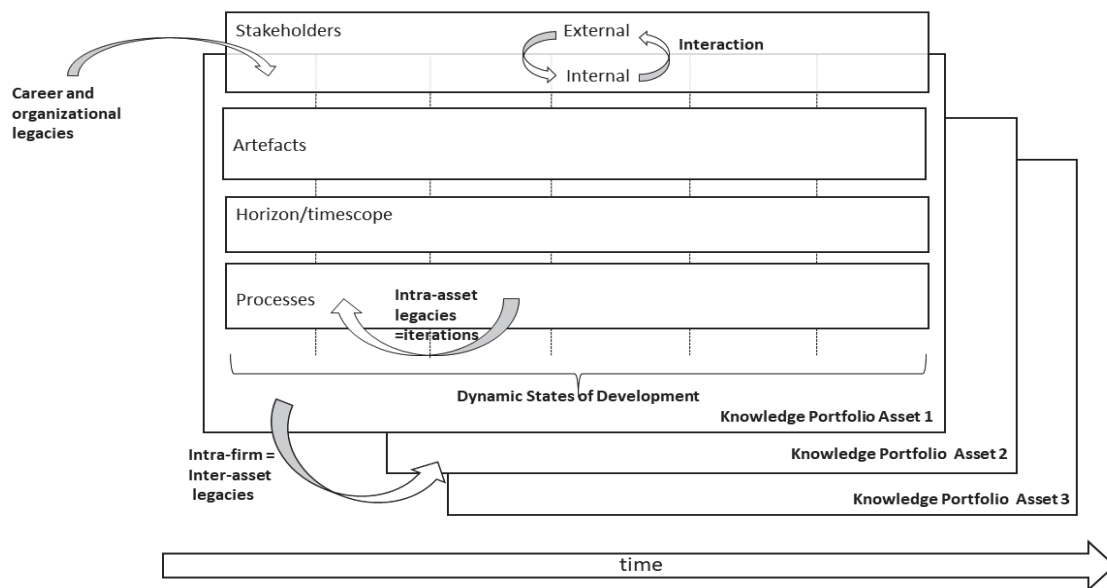 Stakeholders
External
Interaction
Internal
Career and
organizational
legacies
Artefacts
Horizon/timescope
Processes
Intra-asset
legacies
=iterations
Dynamic States of Development
Knowledge Portfolio Asset 1
Intra-firm =
Inter-asset
legacies
Knowledge Portfolio Asset 2
Knowledge Portfolio Asset 3
time